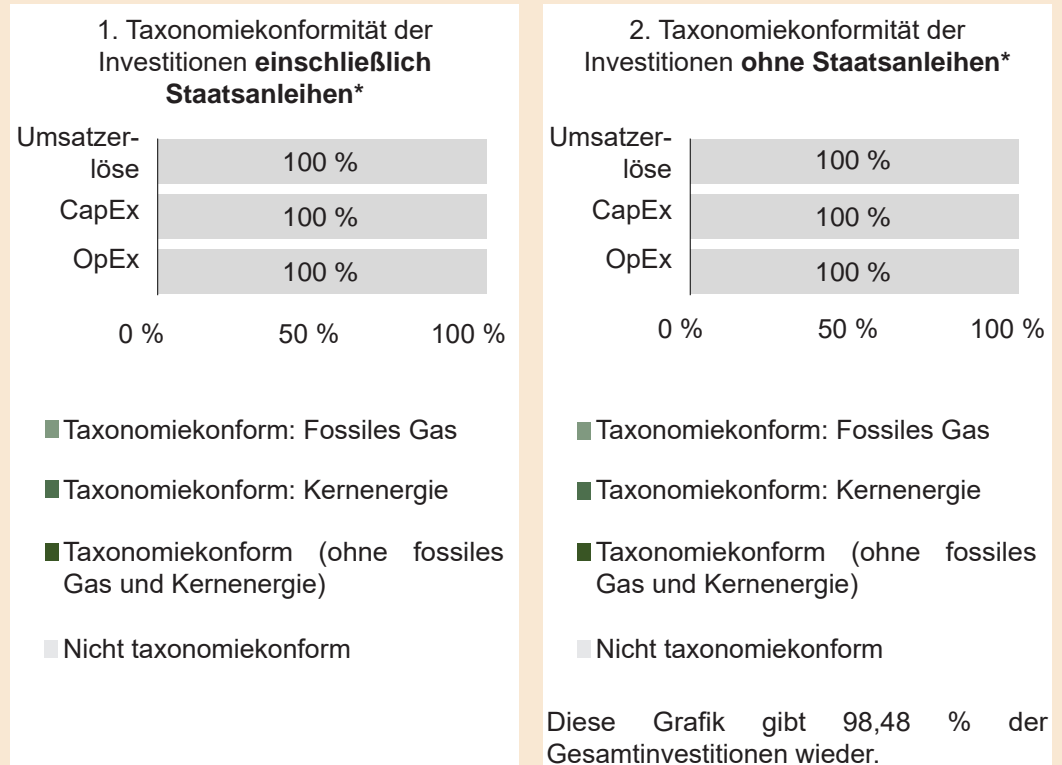 1. Taxonomiekonformität der
Investitionen einschließlich
Staatsanleihen*
Umsatzer-
löse
100 %
CapEx
100 %
OpEx
100 %
0 % 50 % 100 %
Taxonomiekonform: Fossiles Gas
Taxonomiekonform: Kernenergie
Taxonomiekonform (ohne fossiles
Gas und Kernenergie)
Nicht taxonomiekonform
2. Taxonomiekonformität der
Investitionen ohne Staatsanleihen*
Umsatzer-
löse
100 %
CapEx
100 %
OpEx
100 %
0 % 50 % 100 %
Taxonomiekonform: Fossiles Gas
Taxonomiekonform: Kernenergie
Taxonomiekonform (ohne fossiles
Gas und Kernenergie)
Nicht taxonomiekonform
Diese Grafik gibt 98,48 % der
Gesamtinvestitionen wieder.